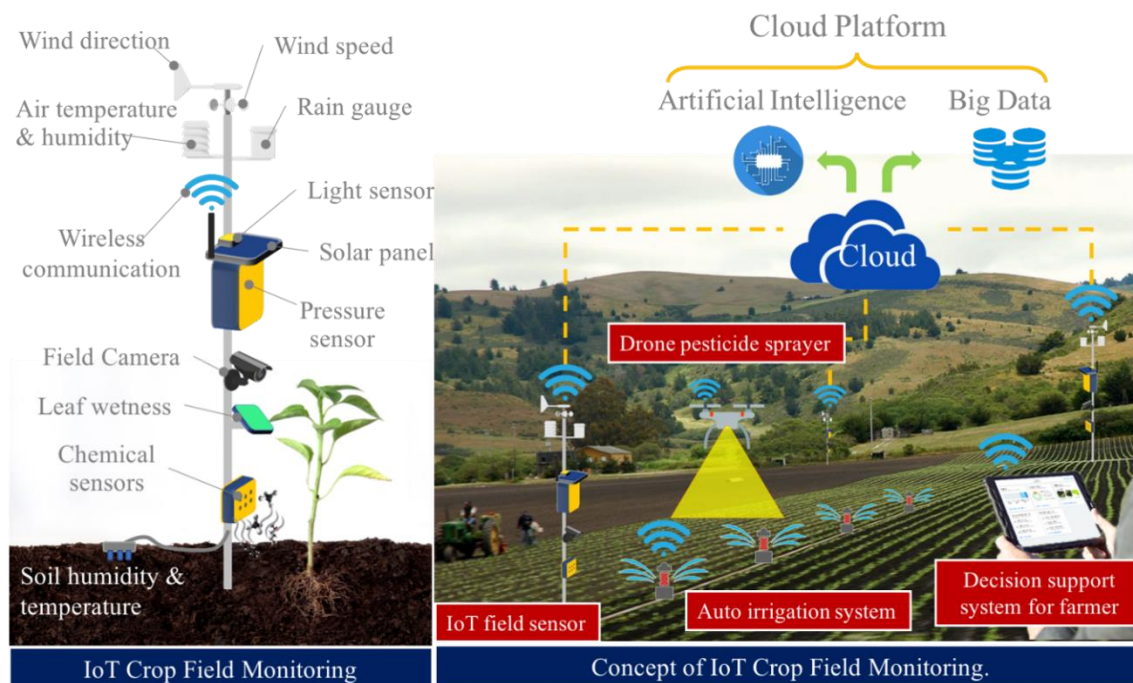 Wind direction
Wind speed
Air temperature
& humidity
Rain gauge
Light sensor
Wireless
communication
Solar panel
Pressure
sensor
Field Camera
Leaf wetness
Chemical
sensors
Soil humidity &
temperature
IoT Crop Field Monitoring
Cloud Platform
Artificial Intelligence
Big Data
Cloud
Drone pesticide sprayer
IoT field sensor
Auto irrigation system
Decision support
system for farmer
Concept of IoT Crop Field Monitoring.